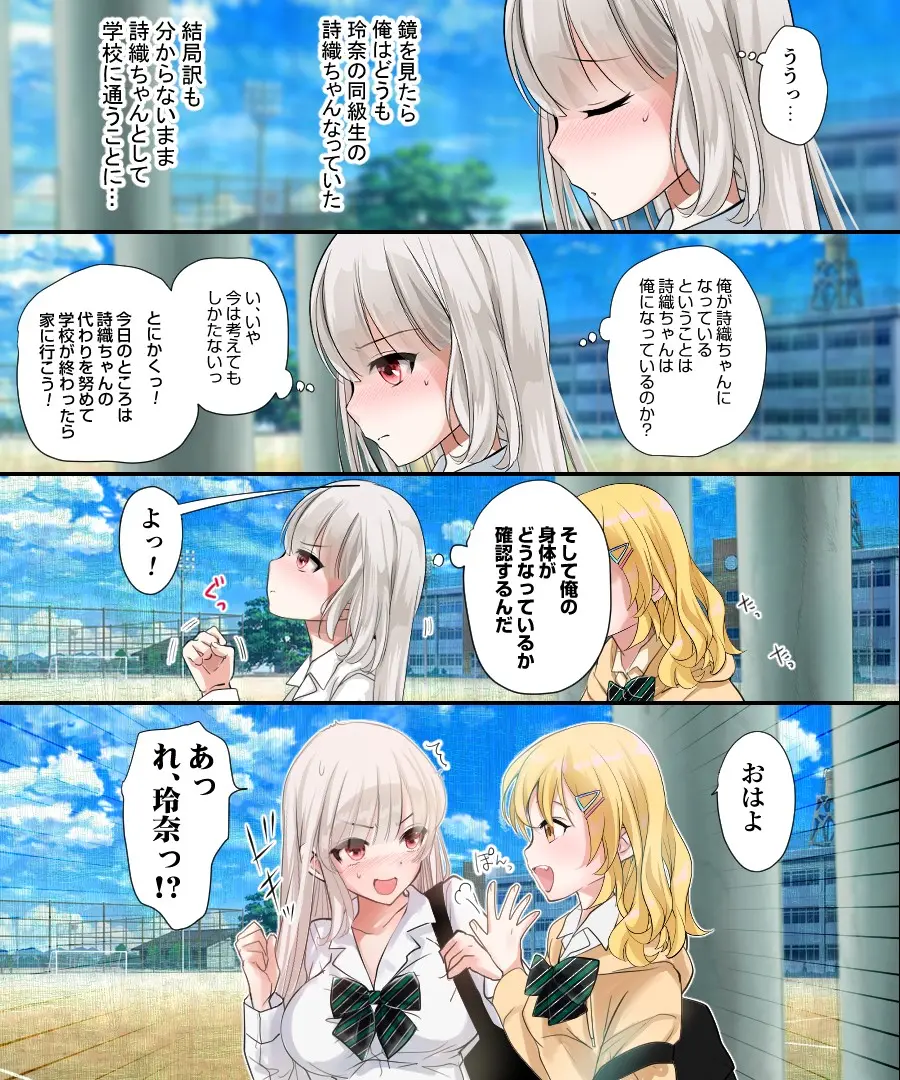 ううっ…
鏡を見たら
俺はどうも
玲奈の同級生の
詩織ちゃんなっていた
結局訳も
分からないまま
詩織ちゃんとして
学校に通うことに…
俺が詩織ちゃんに
なっている
ということは
詩織ちゃんは
俺になっているのか?
い、いや
今は考えても
しかたないっ
とにかくっ!
今日のところは
詩織ちゃんの
代わりを努めて
学校が終わったら
家に行こう!
たっ
たっ
そして俺の
身体が
どうなっているか
確認するんだ
よっ!
ぐっ
おはよ
ぽんっ
あっ
れ、玲奈っ!?